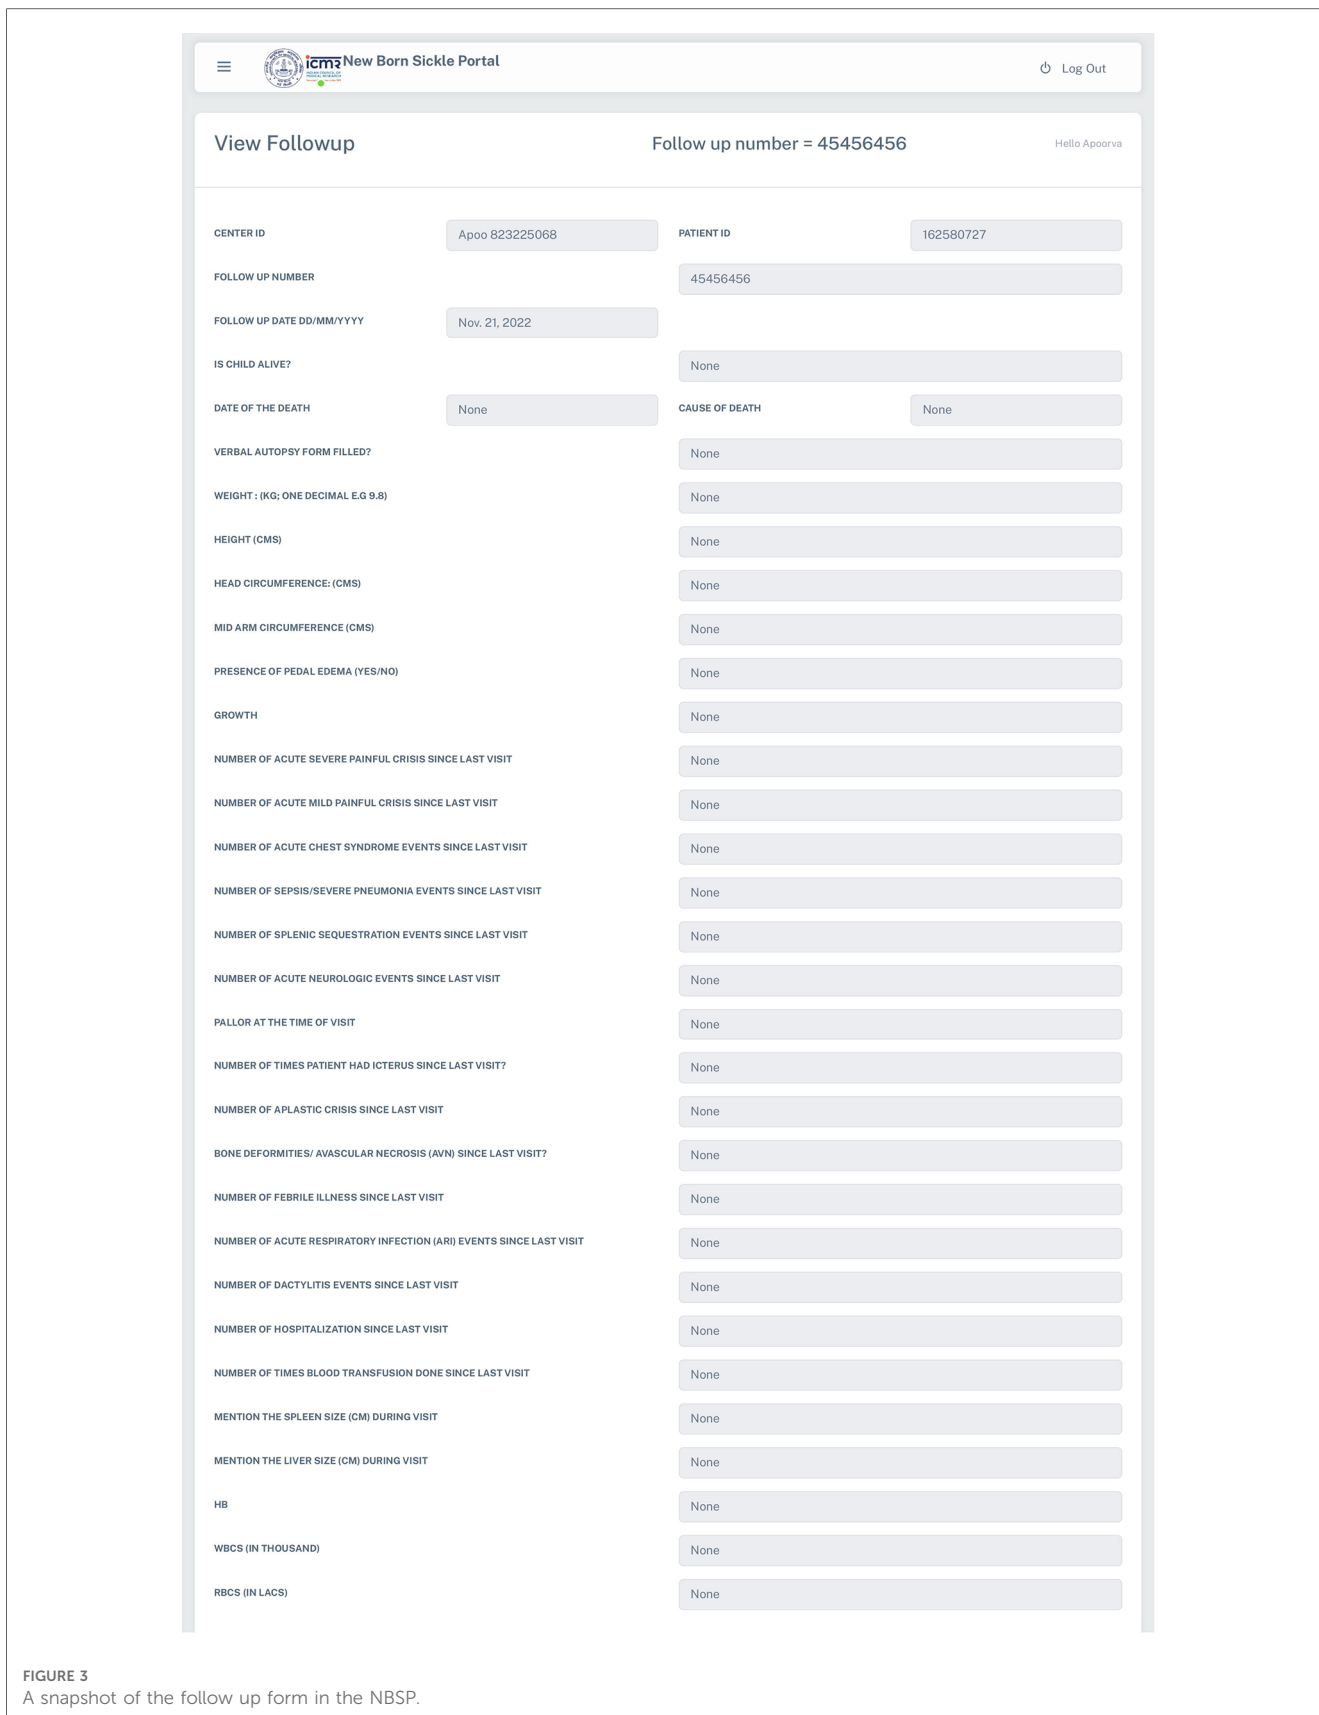 icmr
INDIAN COUNCIL OF
MEDICAL RESEARCH
New Born Sickle Portal
Log Out
View Followup
Follow up number = 45456456
Hello Apoorva
CENTER ID
Apoo 823225068
PATIENT ID
162580727
FOLLOW UP NUMBER
45456456
FOLLOW UP DATE DD/MM/YYYY
Nov. 21, 2022
IS CHILD ALIVE?
None
DATE OF THE DEATH
None
CAUSE OF DEATH
None
VERBAL AUTOPSY FORM FILLED?
None
WEIGHT : (KG; ONE DECIMAL E.G 9.8)
None
HEIGHT (CMS)
None
HEAD CIRCUMFERENCE: (CMS)
None
MID ARM CIRCUMFERENCE (CMS)
None
PRESENCE OF PEDAL EDEMA (YES/NO)
None
GROWTH
None
NUMBER OF ACUTE SEVERE PAINFUL CRISIS SINCE LAST VISIT
None
NUMBER OF ACUTE MILD PAINFUL CRISIS SINCE LAST VISIT
None
NUMBER OF ACUTE CHEST SYNDROME EVENTS SINCE LAST VISIT
None
NUMBER OF SEPSIS/SEVERE PNEUMONIA EVENTS SINCE LAST VISIT
None
NUMBER OF SPLENIC SEQUESTRATION EVENTS SINCE LAST VISIT
None
NUMBER OF ACUTE NEUROLOGIC EVENTS SINCE LAST VISIT
None
PALLOR AT THE TIME OF VISIT
None
NUMBER OF TIMES PATIENT HAD ICTERUS SINCE LAST VISIT?
None
NUMBER OF APLASTIC CRISIS SINCE LAST VISIT
None
BONE DEFORMITIES/ AVASCULAR NECROSIS (AVN) SINCE LAST VISIT?
None
NUMBER OF FEBRILE ILLNESS SINCE LAST VISIT
None
NUMBER OF ACUTE RESPIRATORY INFECTION (ARI) EVENTS SINCE LAST VISIT
None
NUMBER OF DACTYLITIS EVENTS SINCE LAST VISIT
None
NUMBER OF HOSPITALIZATION SINCE LAST VISIT
None
NUMBER OF TIMES BLOOD TRANSFUSION DONE SINCE LAST VISIT
None
MENTION THE SPLEEN SIZE (CM) DURING VISIT
None
MENTION THE LIVER SIZE (CM) DURING VISIT
None
HB
None
WBCS (IN THOUSAND)
None
RBCS (IN LACS)
None
FIGURE 3
A snapshot of the follow up form in the NBSP.